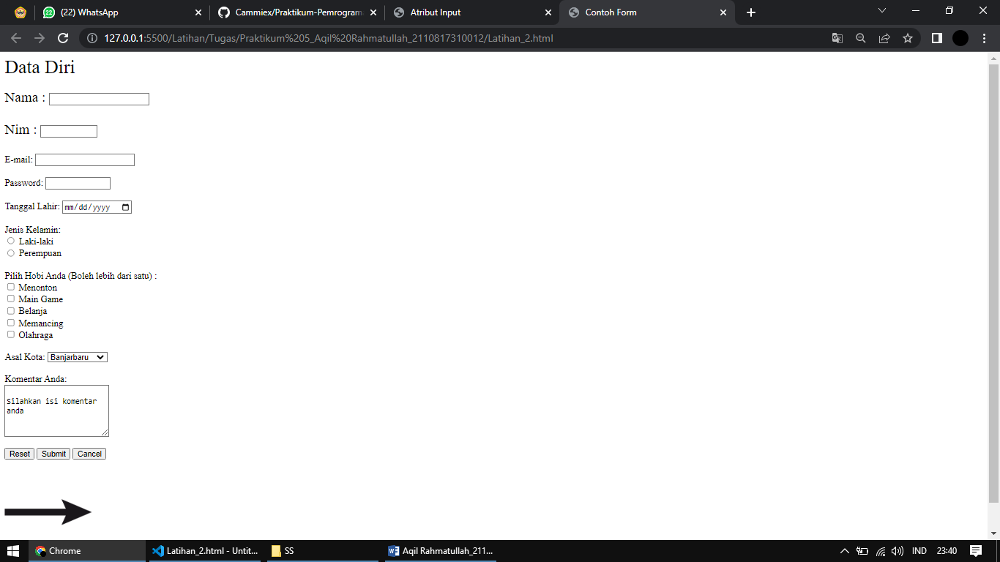 (22) WhatsApp
Cammiex/Praktikum-Pemrogram
Atribut Input
Contoh Form
127.0.0.1:5500/Latihan/Tugas/Praktikum%205_Aqil%20Rahmatullah_2110817310012/Latihan_2.html
Data Diri
Nama :
Nim :
E-mail:
Password:
Tanggal Lahir: mm/dd/yyyy
Jenis Kelamin:
Laki-laki
Perempuan
Pilih Hobi Anda (Boleh lebih dari satu) :
Menonton
Main Game
Belanja
Memancing
Olahraga
Asal Kota: Banjarbaru
Komentar Anda:
Silahkan isi komentar
anda
Reset Submit Cancel
Chrome
Latihan_2.html - Untit...
SS
Aqil Rahmatullah_211...
IND
23:40